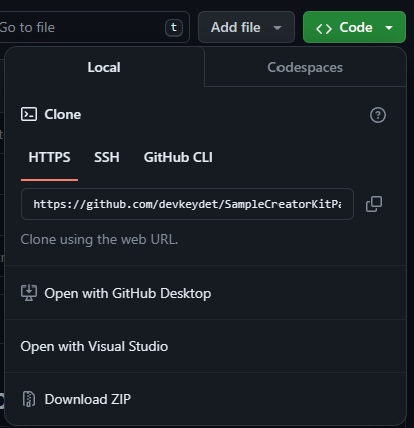 Go to file t Add file Code
Local Codespaces
Clone
HTTPS SSH GitHub CLI
https://github.com/devkeydet/SampleCreatorKitPa
Clone using the web URL.
Open with GitHub Desktop
Open with Visual Studio
Download ZIP